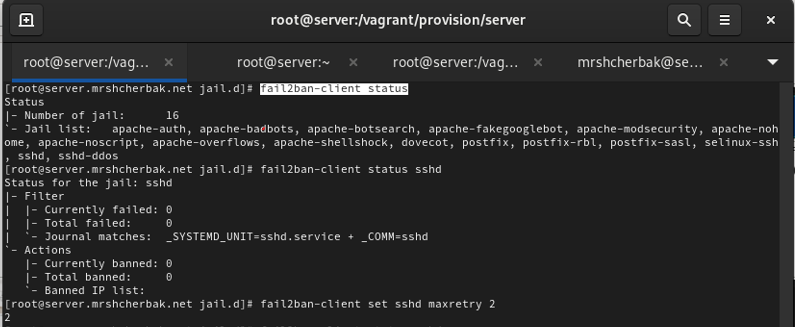 root@server:/vagrant/provision/server
root@server:/vag... × root@server:~ × root@server:/vag... × mrshcherbak@se... ×
[root@server.mrshcherbak.net jail.d]# fail2ban-client status
Status
|- Number of jail:      16
`- Jail list:   apache-auth, apache-badbots, apache-botsearch, apache-fakegooglebot, apache-modsecurity, apache-noh
ome, apache-noscript, apache-overflows, apache-shellshock, dovecot, postfix, postfix-rbl, postfix-sasl, selinux-ssh
, sshd, sshd-ddos
[root@server.mrshcherbak.net jail.d]# fail2ban-client status sshd
Status for the jail: sshd
|- Filter
|  |- Currently failed: 0
|  |- Total failed:     0
|  `- Journal matches:  _SYSTEMD_UNIT=sshd.service + _COMM=sshd
`- Actions
   |- Currently banned: 0
   |- Total banned:     0
   `- Banned IP list:
[root@server.mrshcherbak.net jail.d]# fail2ban-client set sshd maxretry 2
2